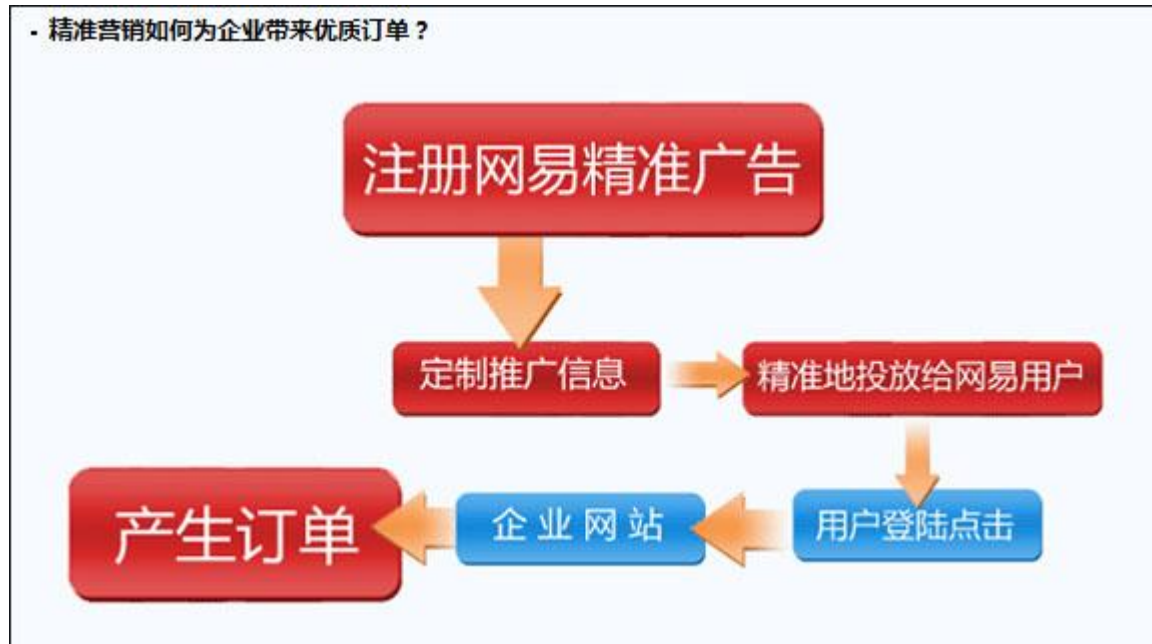 - 精准营销如何为企业带来优质订单？
注册网易精准广告
定制推广信息
精准地投放给网易用户
用户登陆点击
企业网站
产生订单